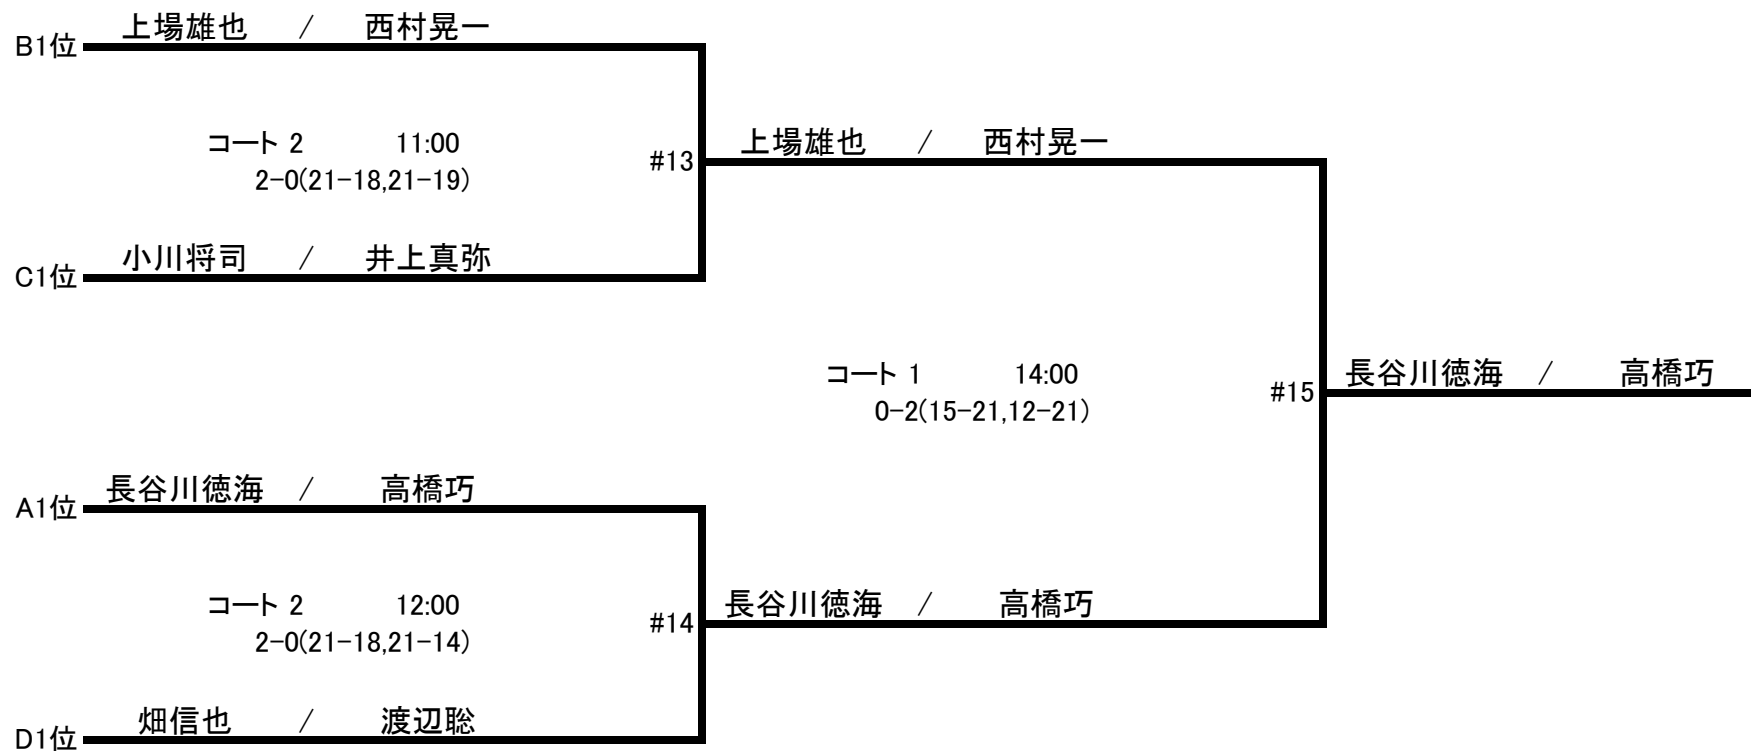 B1位 上場雄也 / 西村晃一
コート 2 11:00
2-0(21-18,21-19)
#13 上場雄也 / 西村晃一
C1位 小川将司 / 井上真弥
コート 1 14:00
0-2(15-21,12-21)
#15 長谷川徳海 / 高橋巧
A1位 長谷川徳海 / 高橋巧
コート 2 12:00
2-0(21-18,21-14)
#14 長谷川徳海 / 高橋巧
D1位 畑信也 / 渡辺聡